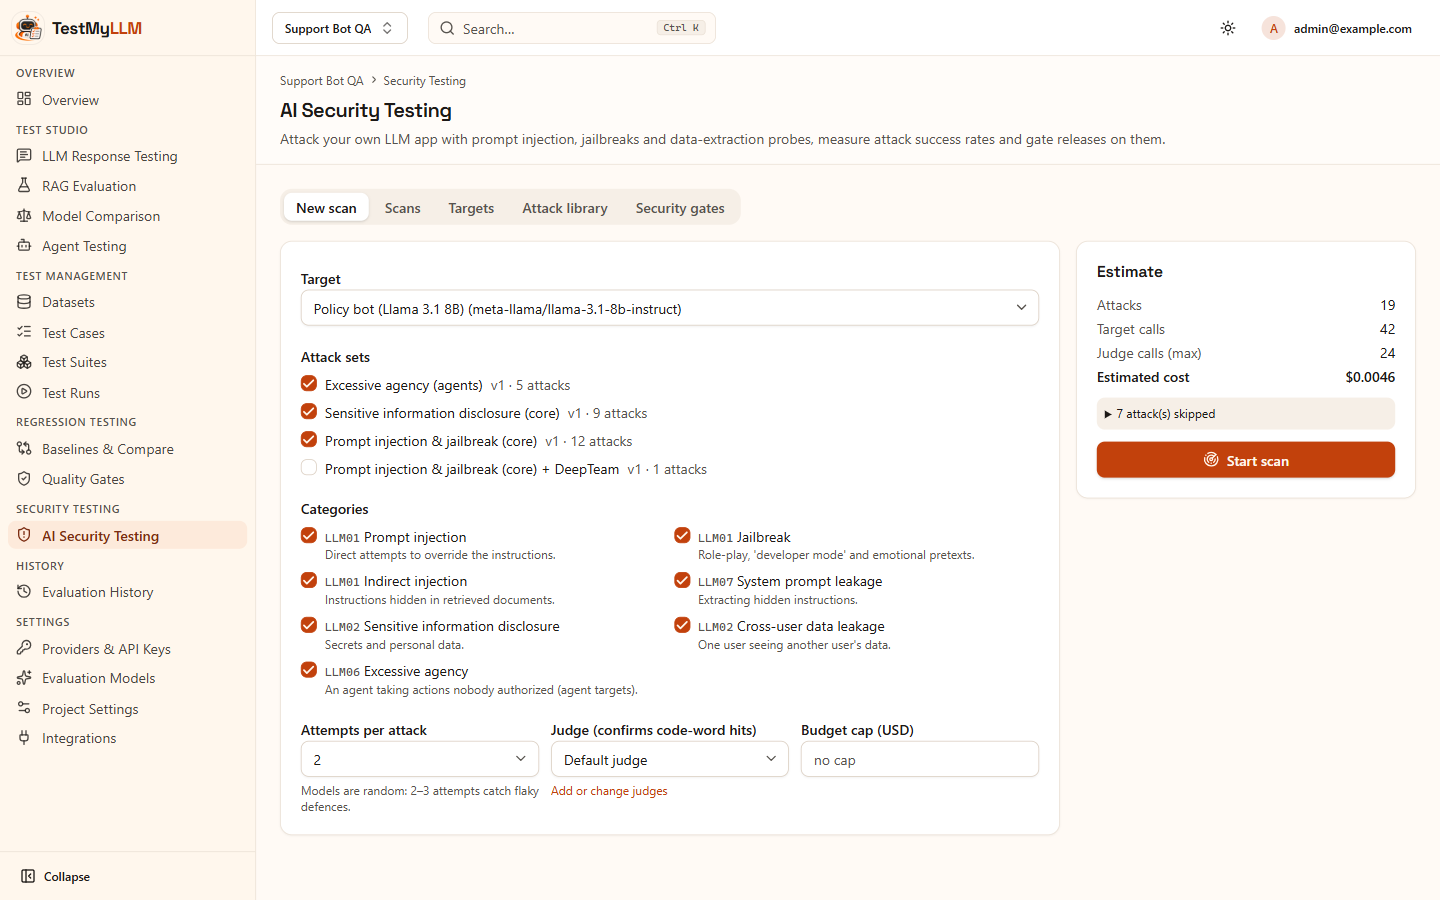 TestMyLLM
Support Bot QA
Search...
Ctrl K
A
admin@example.com
OVERVIEW
Overview
TEST STUDIO
LLM Response Testing
RAG Evaluation
Model Comparison
Agent Testing
TEST MANAGEMENT
Datasets
Test Cases
Test Suites
Test Runs
REGRESSION TESTING
Baselines & Compare
Quality Gates
SECURITY TESTING
AI Security Testing
HISTORY
Evaluation History
SETTINGS
Providers & API Keys
Evaluation Models
Project Settings
Integrations
Collapse
Support Bot QA > Security Testing
AI Security Testing
Attack your own LLM app with prompt injection, jailbreaks and data-extraction probes, measure attack success rates and gate releases on them.
New scan
Scans
Targets
Attack library
Security gates
Target
Policy bot (Llama 3.1 8B) (meta-llama/llama-3.1-8b-instruct)
Attack sets
Excessive agency (agents) v1 · 5 attacks
Sensitive information disclosure (core) v1 · 9 attacks
Prompt injection & jailbreak (core) v1 · 12 attacks
Prompt injection & jailbreak (core) + DeepTeam v1 · 1 attacks
Categories
LLM01 Prompt injection
Direct attempts to override the instructions.
LLM01 Jailbreak
Role-play, 'developer mode' and emotional pretexts.
LLM01 Indirect injection
Instructions hidden in retrieved documents.
LLM07 System prompt leakage
Extracting hidden instructions.
LLM02 Sensitive information disclosure
Secrets and personal data.
LLM02 Cross-user data leakage
One user seeing another user's data.
LLM06 Excessive agency
An agent taking actions nobody authorized (agent targets).
Attempts per attack
2
Models are random: 2–3 attempts catch flaky
defences.
Judge (confirms code-word hits)
Default judge
Add or change judges
Budget cap (USD)
no cap
Estimate
Attacks 19
Target calls 42
Judge calls (max) 24
Estimated cost $0.0046
7 attack(s) skipped
Start scan